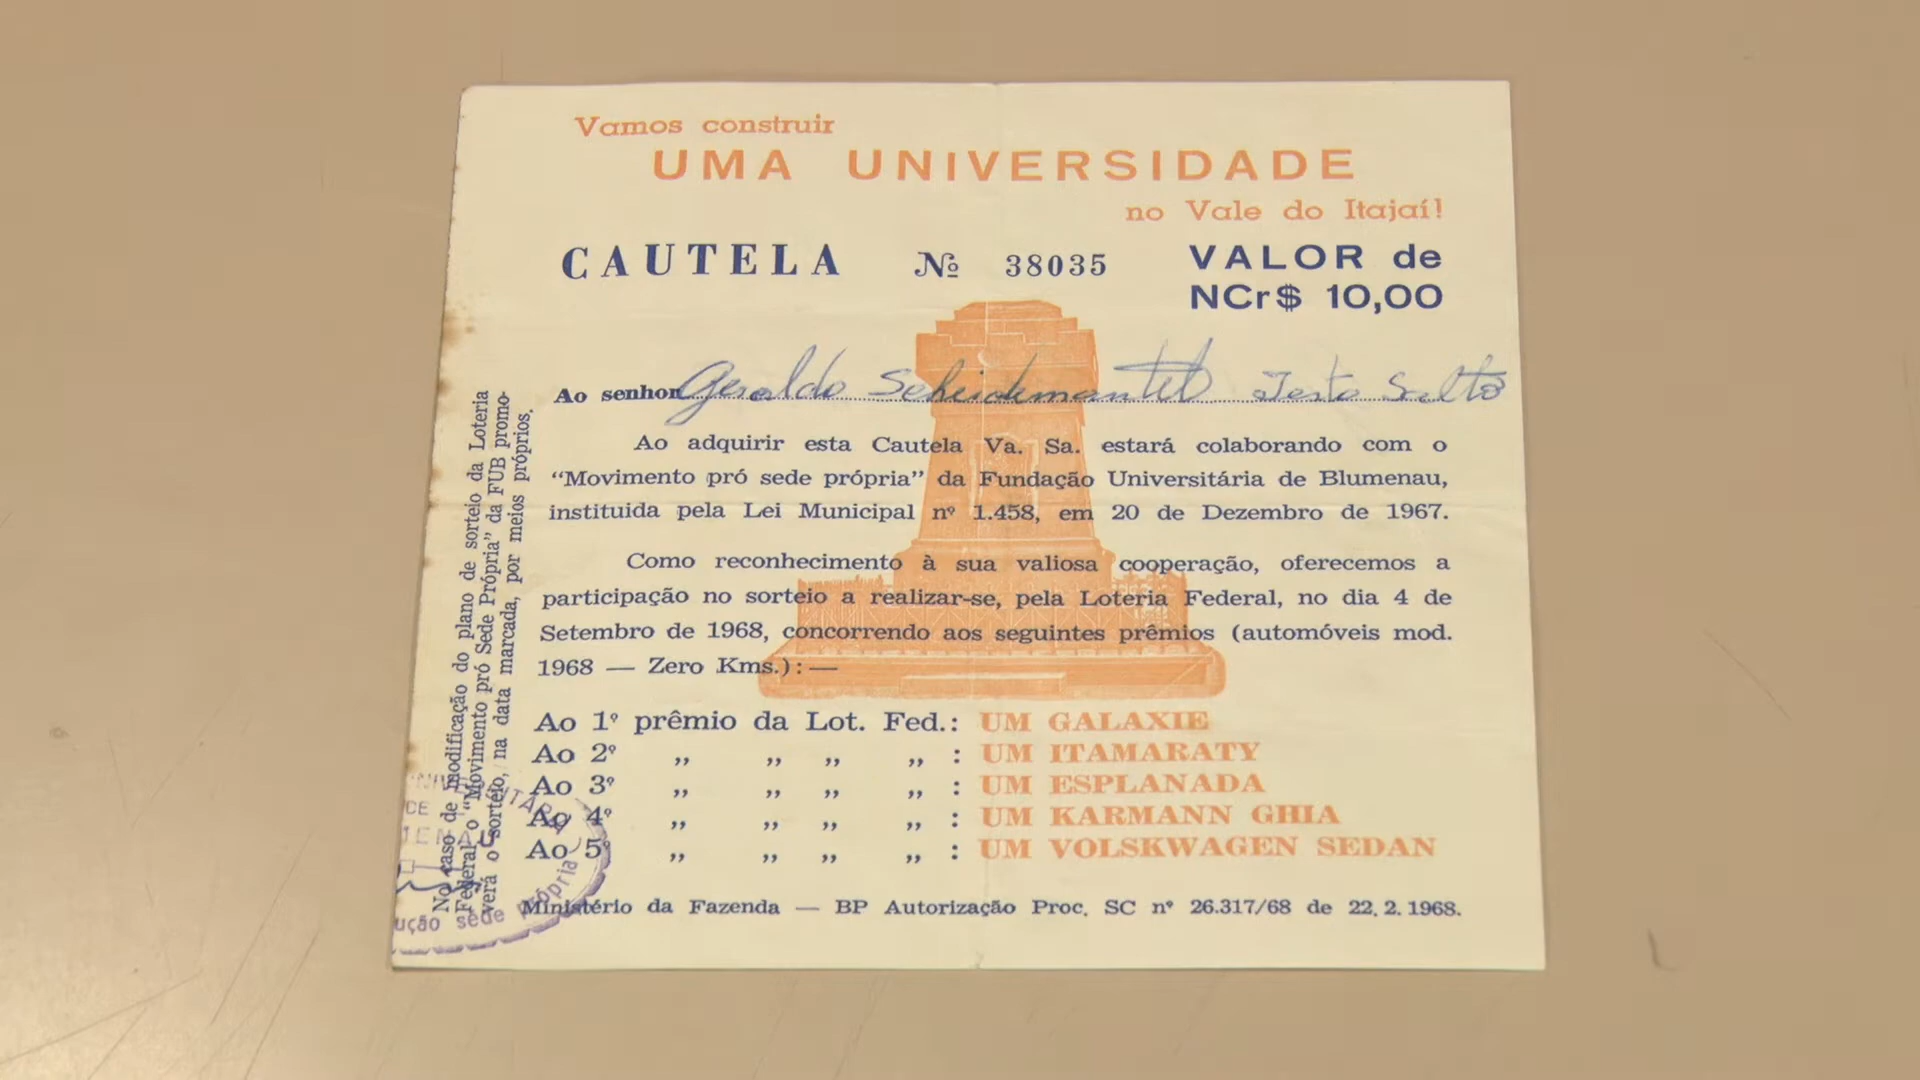 Vamos construir
UMA UNIVERSIDADE
no Vale do Itajaí!
CAUTELA Nº 38035 VALOR de
NCr$ 10,00
Ao senhor Geraldo Scheidemantel Testo Salto
Ao adquirir esta Cautela Va. Sa. estará colaborando com o
“Movimento pró sede própria” da Fundação Universitária de Blumenau,
instituida pela Lei Municipal nº 1.458, em 20 de Dezembro de 1967.
Como reconhecimento à sua valiosa cooperação, oferecemos a
participação no sorteio a realizar-se, pela Loteria Federal, no dia 4 de
Setembro de 1968, concorrendo aos seguintes prêmios (automóveis mod.
1968 — Zero Kms.) : —
Ao 1º prêmio da Lot. Fed.: UM GALAXIE
Ao 2º ,, ,, ,, ,, : UM ITAMARATY
Ao 3º ,, ,, ,, ,, : UM ESPLANADA
Ao 4º ,, ,, ,, ,, : UM KARMANN GHIA
Ao 5º ,, ,, ,, ,, : UM VOLSKWAGEN SEDAN
Ministério da Fazenda — BP Autorização Proc. SC nº 26.317/68 de 22.2.1968.
No caso de modificação do plano de sorteio da Loteria
Federal o “Movimento pró Sede Própria” da FUB promo-
verá o sorteio, na data marcada, por meios próprios.
DE
ução sede própria